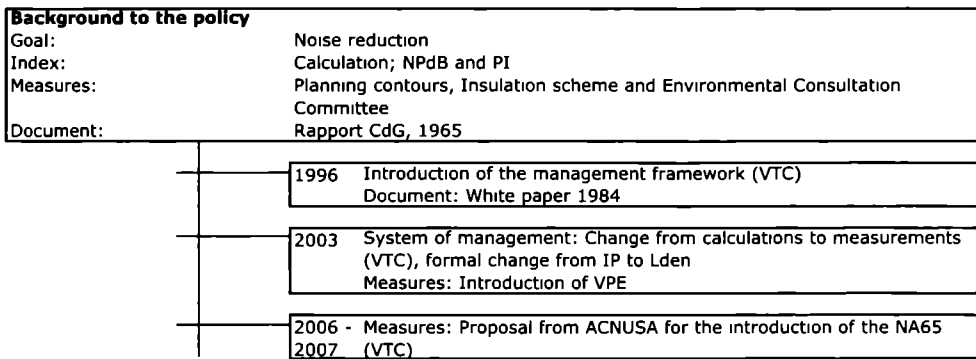 Background to the policy
Goal: Noise reduction
Index: Calculation; NPdB and PI
Measures: Planning contours, Insulation scheme and Environmental Consultation
Committee
Document: Rapport CdG, 1965
1996 Introduction of the management framework (VTC)
Document: White paper 1984
2003 System of management: Change from calculations to measurements
(VTC), formal change from IP to Lden
Measures: Introduction of VPE
2006 - Measures: Proposal from ACNUSA for the introduction of the NA65
2007 (VTC)